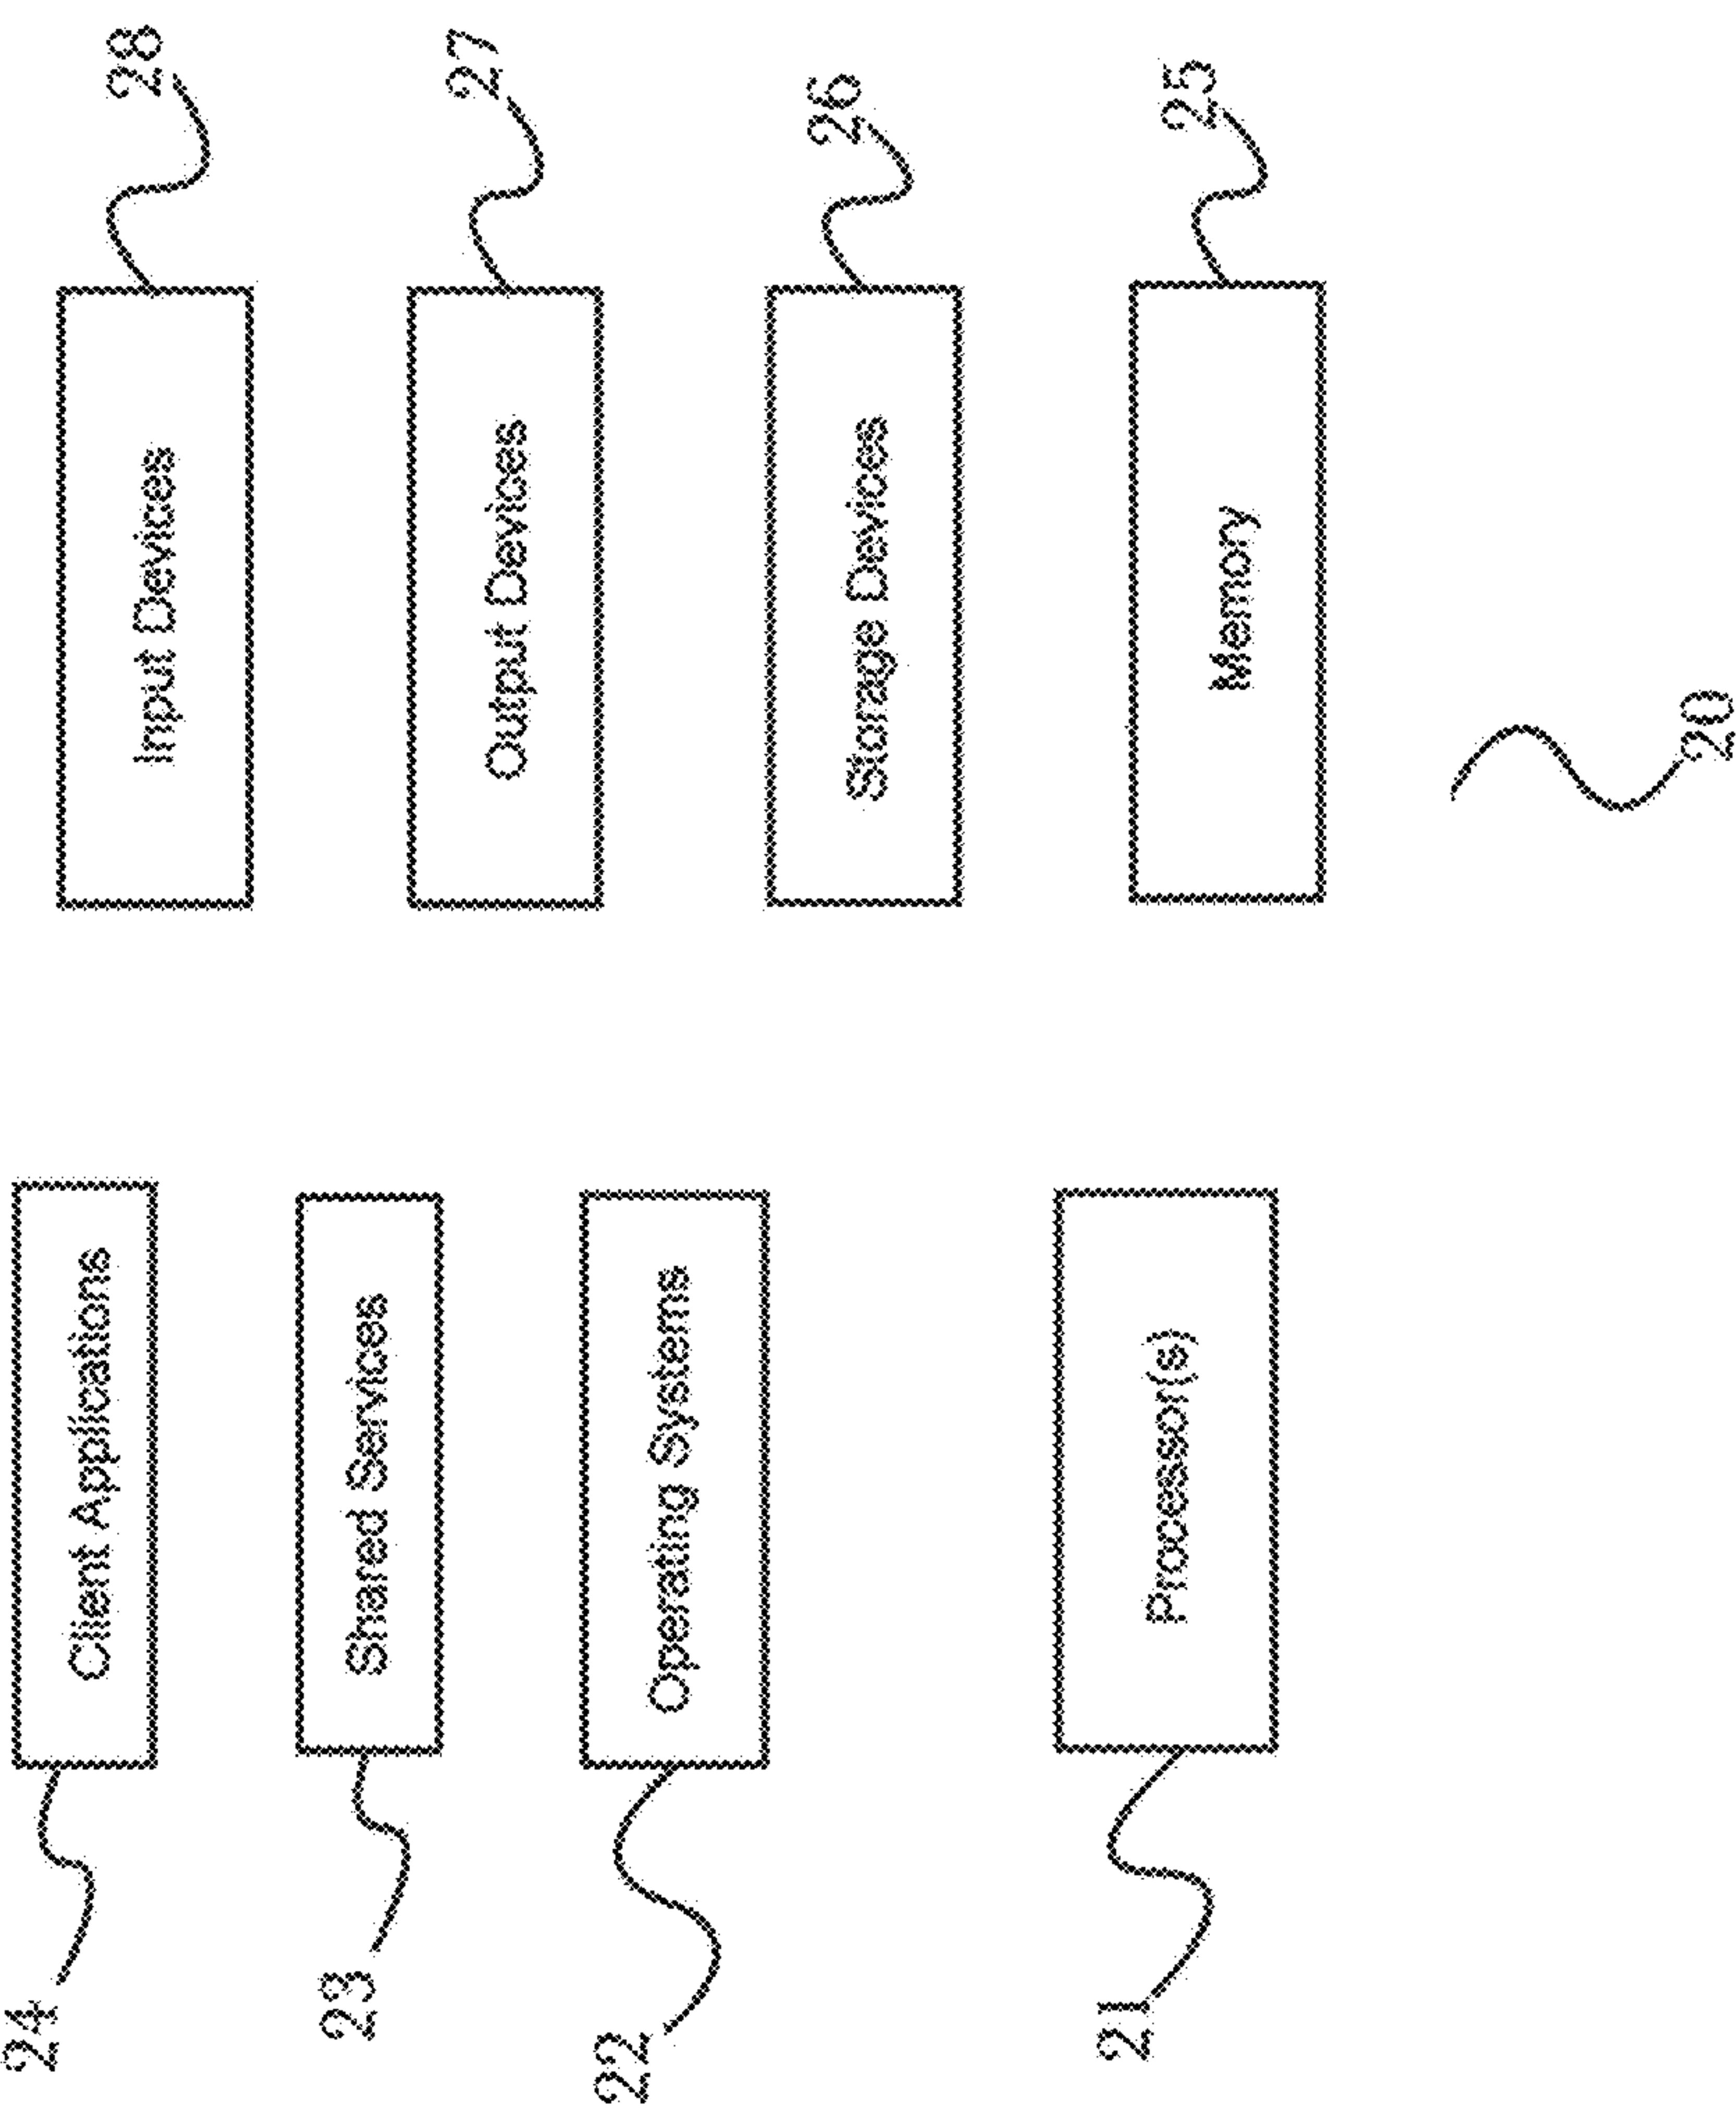 24
Client Applications
Input Devices
28
23
Shared Services
Output Devices
27
22
Operating Systems
Storage Devices
26
21
Processor(s)
Memory
25
20